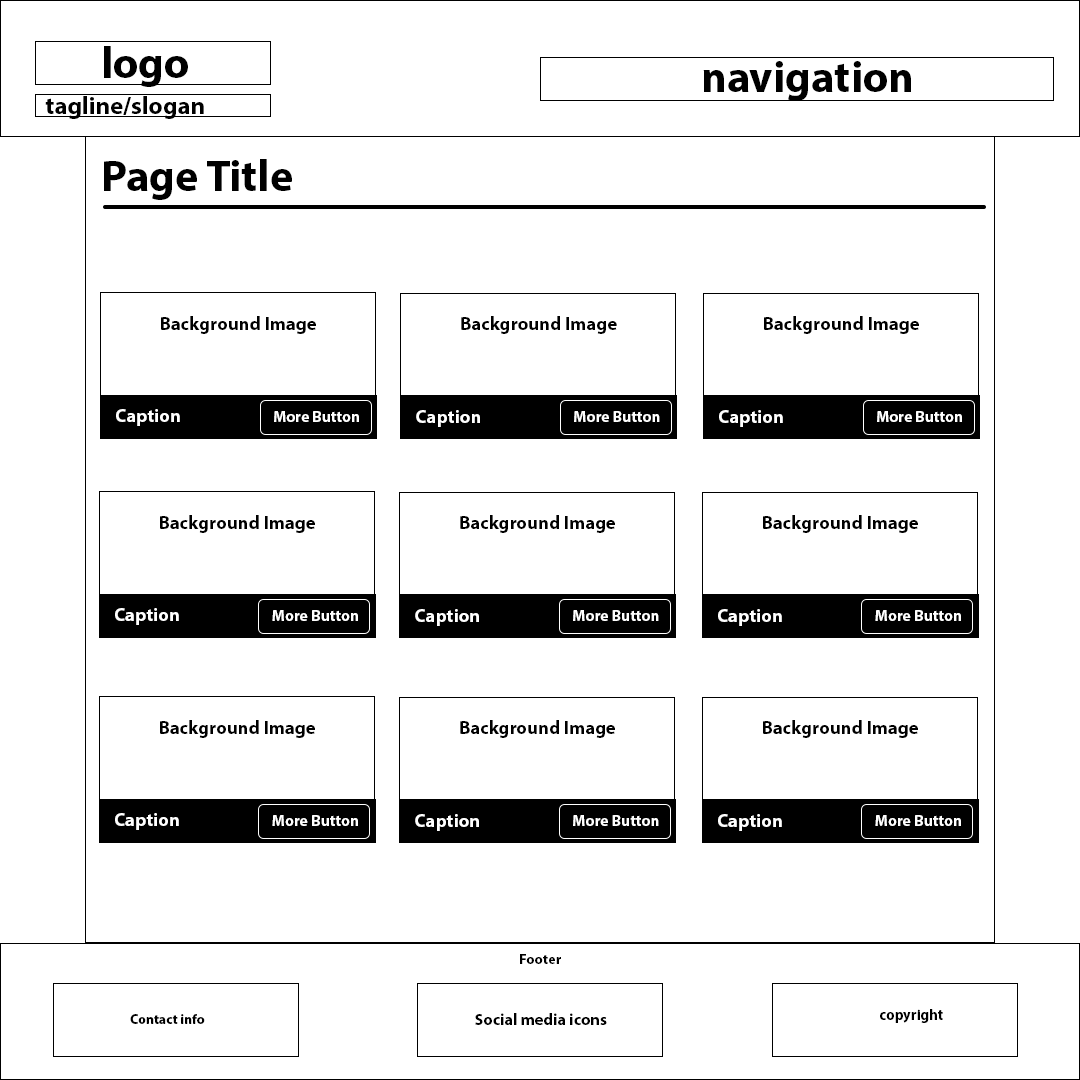 logo
tagline/slogan
navigation
Page Title
Background Image
Background Image
Background Image
Caption
More Button
Caption
More Button
Caption
More Button
Background Image
Background Image
Background Image
Caption
More Button
Caption
More Button
Caption
More Button
Background Image
Background Image
Background Image
Caption
More Button
Caption
More Button
Caption
More Button
Footer
Contact info
Social media icons
copyright